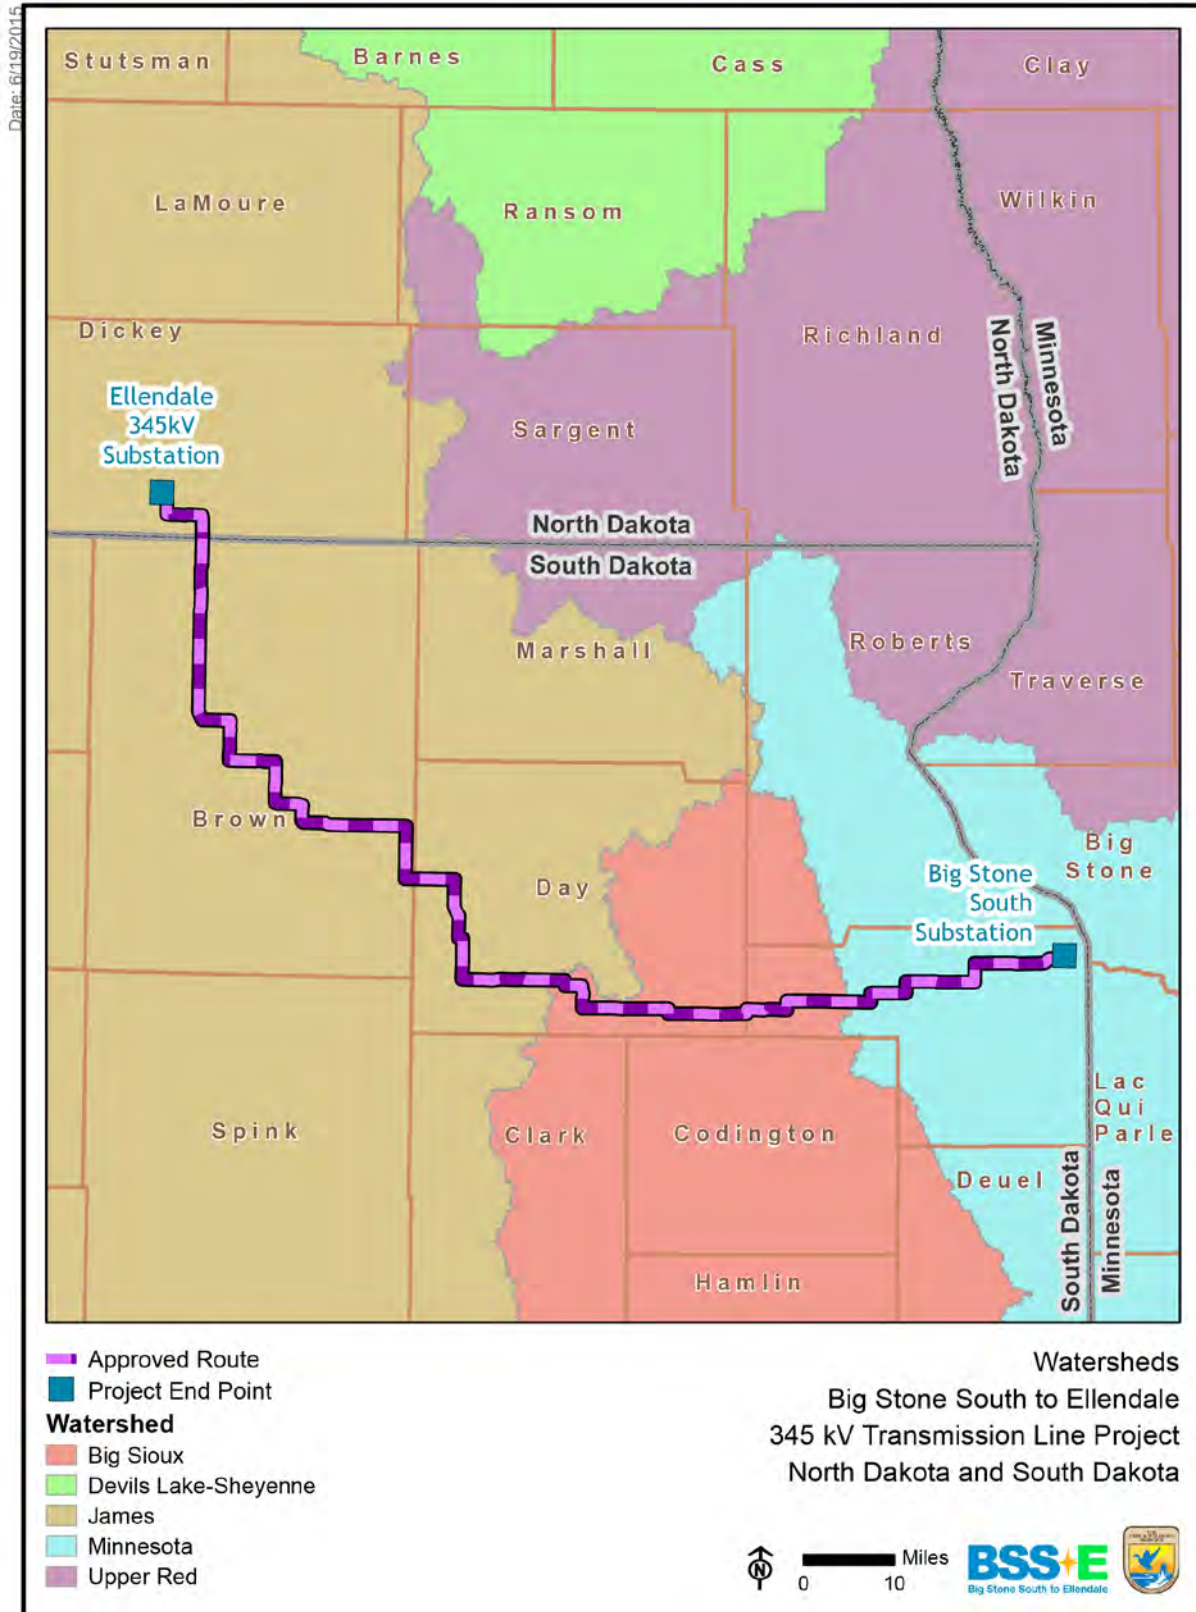 Date: 6/19/2015
Stutsman
Barnes
Cass
Clay
LaMoure
Ransom
Wilkin
Dickey
Richland
Minnesota
North Dakota
Ellendale
345kV
Substation
Sargent
North Dakota
South Dakota
Marshall
Roberts
Traverse
Brown
Day
Big
Stone
Big Stone
South
Substation
Spink
Clark
Codington
Lac
Qui
Parle
Deuel
South Dakota
Minnesota
Hamlin
Approved Route
Project End Point
Watershed
Big Sioux
Devils Lake-Sheyenne
James
Minnesota
Upper Red
Watersheds
Big Stone South to Ellendale
345 kV Transmission Line Project
North Dakota and South Dakota
N
Miles
0 10
BSS+E
Big Stone South to Ellendale